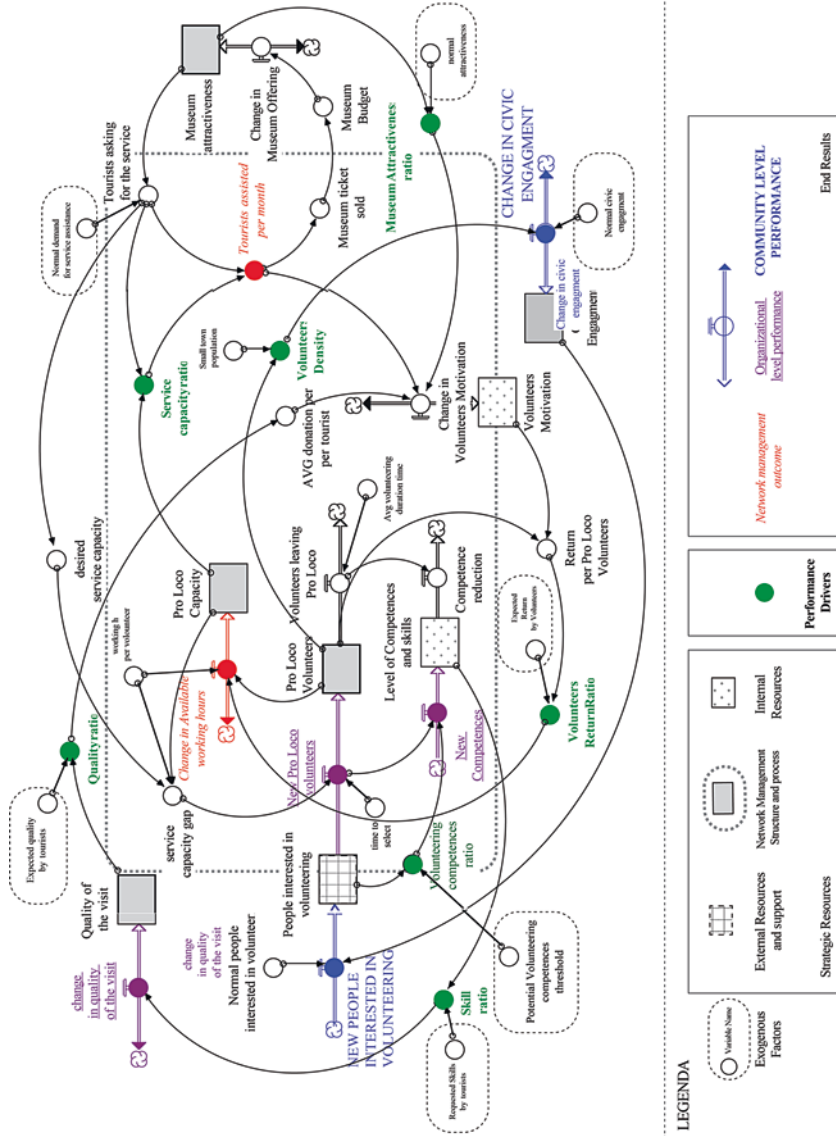 Expected quality
by tourists
Quality ratio
working h
per voleunteer
desired
service capacity
Normal demand
for service assistance
Tourists asking
for the service
Museum
attractiveness
Change in
Museum Offering
Museum
Budget
Museum ticket
sold
Tourists assisted
per month
Service
capacity ratio
Small town
population
Volunteers
Density
Museum Attractiveness
ratio
normal
attractiveness
Quality of
the visit
change
in quality
of the visit
service
capacity gap
Change in Available
working hours
Pro Loco
Capacity
AVG donation per
per tourist
CHANGE IN CIVIC
ENGAGMENT
Normal civic
engagment
change
in quality
of the visit
Normal people
interested in volunteer
People interested in
volunteering
New Pro Loco
volunteers
Pro Loco
Volunteers
Volunteers leaving
Pro Loco
Avg volunteering
duration time
Change in
Volunteers Motivation
Change in civic
engagment
Engagment
NEW PEOPLE
INTERESTED IN
VOLUNTEERING
time to
select
Level of Competences
and skills
Competence
reduction
Volunteers
Motivation
Volunteering
competences
ratio
New
Competences
Expected
Return
by Volunteers
Return
per Pro Loco
Volunteers
Skill
ratio
Requested Skills
by tourists
Potential Volunteering
competences
threshold
Volunteers
Return Ratio
LEGENDA
Variable Name
Exogenous
Factors
External Resources
and support
Network Management
Structure and process
Internal
Resources
Strategic Resources
Performance
Drivers
Network management
outcome
Organizational
level performance
COMMUNITY LEVEL
PERFORMANCE
End Results